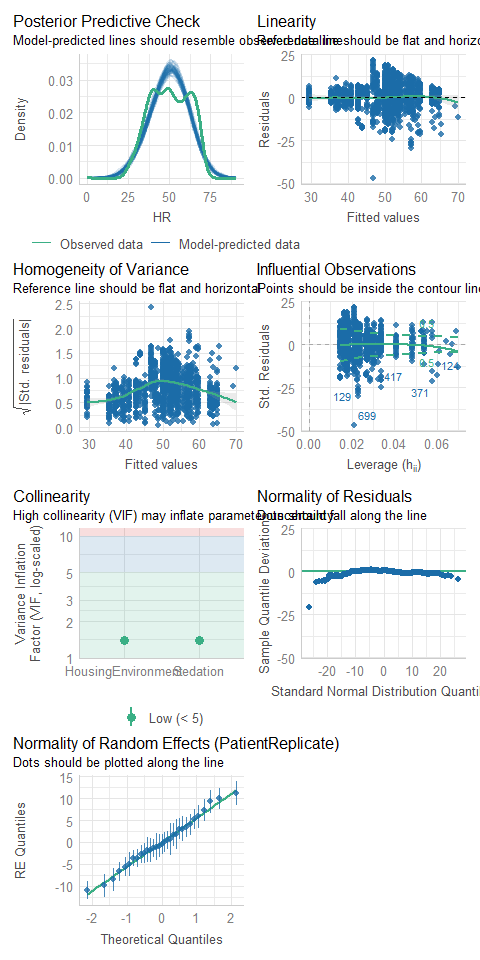 Posterior Predictive Check
Model-predicted lines should resemble observed data line
0.03
0.02
0.01
0.00
Density
0
25
50
75
HR
Observed data
Model-predicted data
Linearity
Reference line should be flat and horizo
25
0
-25
-50
Residuals
30
40
50
60
70
Fitted values
Homogeneity of Variance
Reference line should be flat and horizontal
2.5
2.0
1.5
1.0
0.5
0.0
√|Std. residuals|
30
40
50
60
70
Fitted values
Influential Observations
Points should be inside the contour line
25
0
-25
-50
Std. Residuals
0.5
129
699
417
371
124
0.00
0.02
0.04
0.06
Leverage (hii)
Collinearity
High collinearity (VIF) may inflate parameter uncertainty
10
5
3
2
1
Variance Inflation
Factor (VIF, log-scaled)
HousingEnvironment
Sedation
Low (< 5)
Normality of Residuals
Dots should fall along the line
25
0
-25
-50
Sample Quantile Deviations
-20
-10
0
10
20
Standard Normal Distribution Quantil
Normality of Random Effects (PatientReplicate)
Dots should be plotted along the line
15
10
5
0
-5
-10
RE Quantiles
-2
-1
0
1
2
Theoretical Quantiles